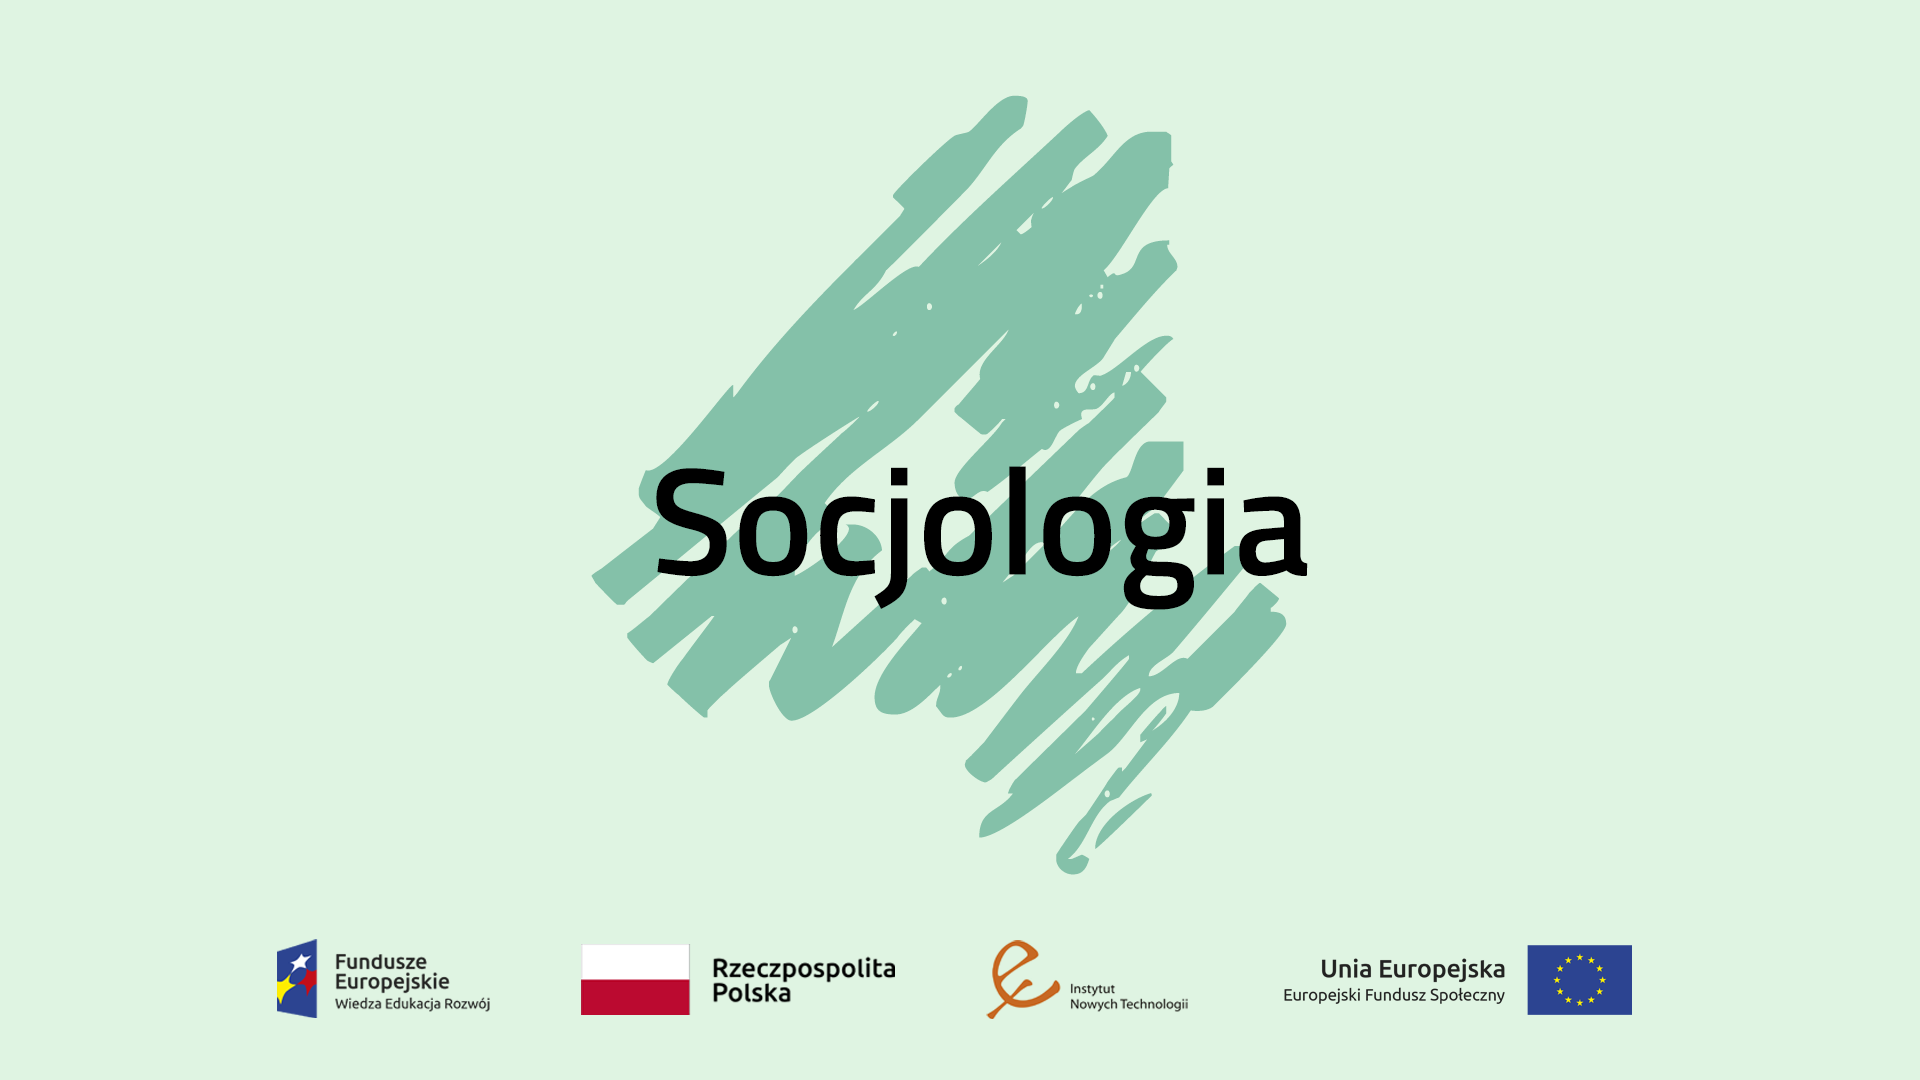 Socjologia
Fundusze
Europejskie
Wiedza Edukacja Rozwój
Rzeczpospolita
Polska
Instytut
Nowych Technologii
Unia Europejska
Europejski Fundusz Społeczny